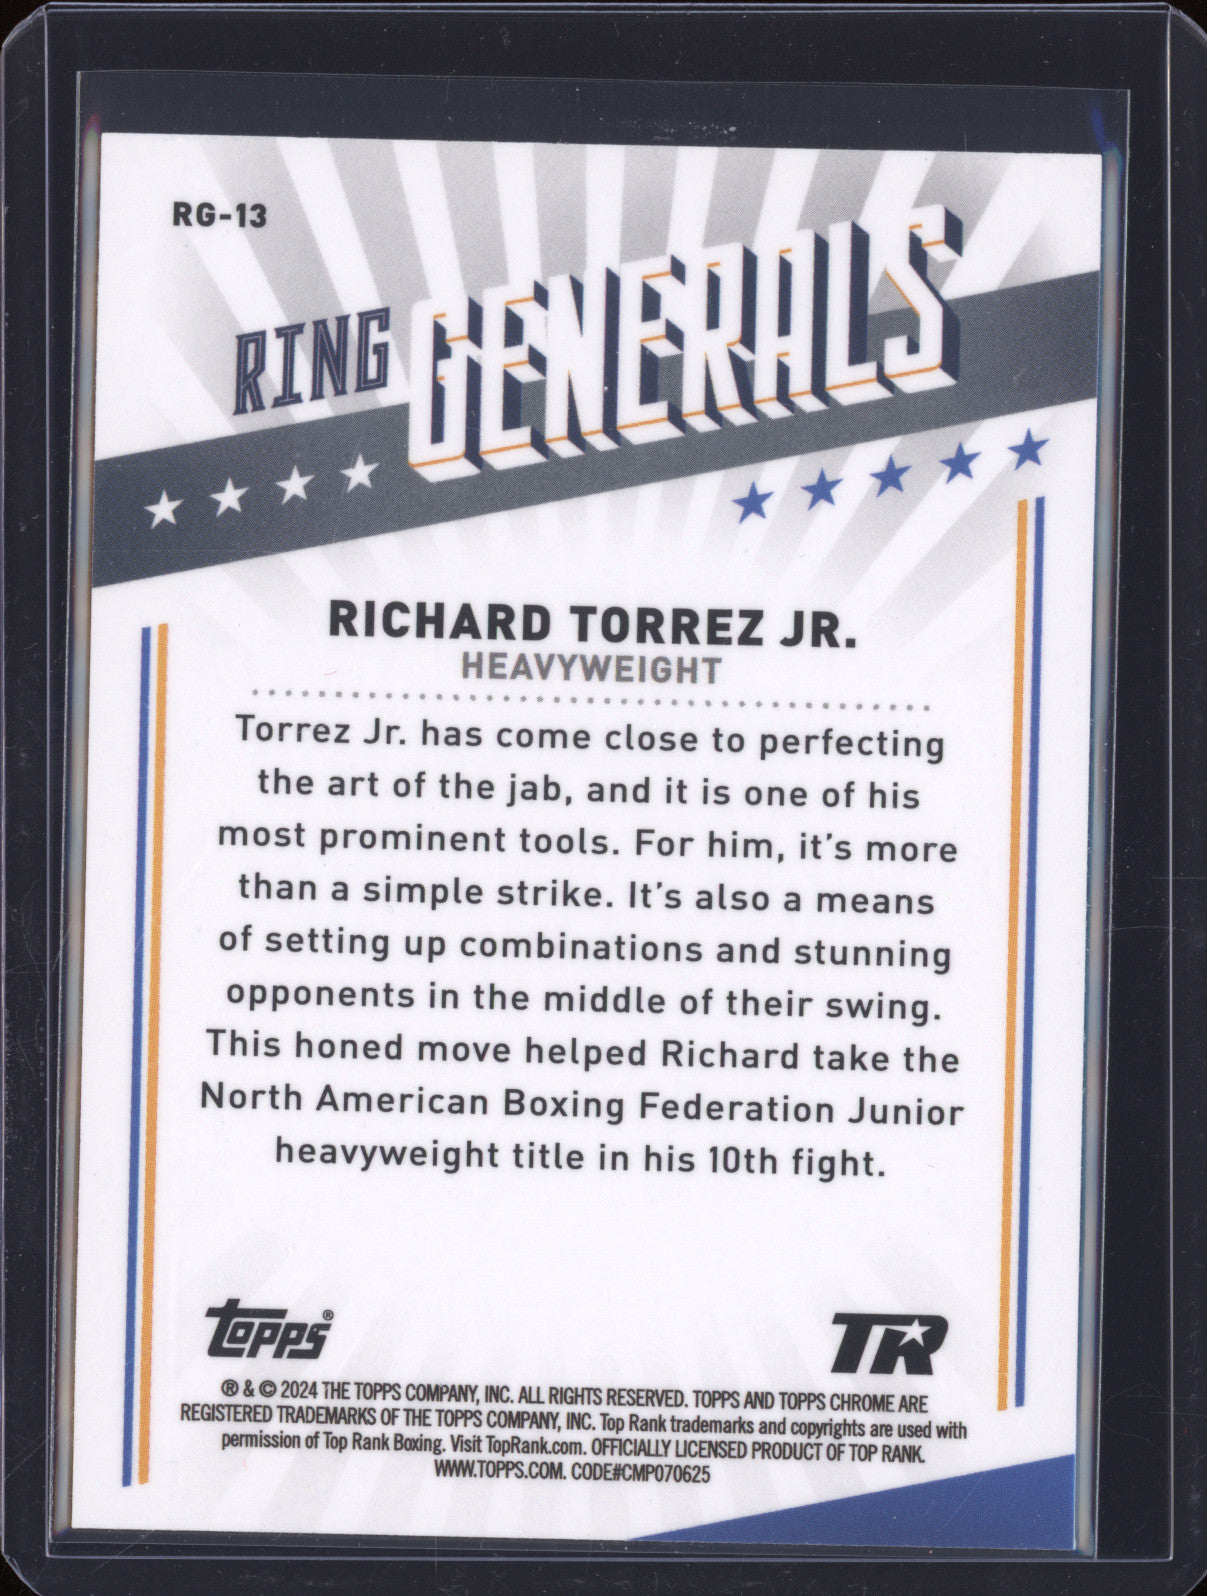 RG-13
RING GENERALS
RICHARD TORREZ JR.
HEAVYWEIGHT
Torrez Jr. has come close to perfecting
the art of the jab, and it is one of his
most prominent tools. For him, it's more
than a simple strike. It's also a means
of setting up combinations and stunning
opponents in the middle of their swing.
This honed move helped Richard take the
North American Boxing Federation Junior
heavyweight title in his 10th fight.
Topps®
TR
® & © 2024 THE TOPPS COMPANY, INC. ALL RIGHTS RESERVED. TOPPS AND TOPPS CHROME ARE
REGISTERED TRADEMARKS OF THE TOPPS COMPANY, INC. Top Rank trademarks and copyrights are used with
permission of Top Rank Boxing. Visit TopRank.com. OFFICIALLY LICENSED PRODUCT OF TOP RANK.
WWW.TOPPS.COM. CODE#CMP070625